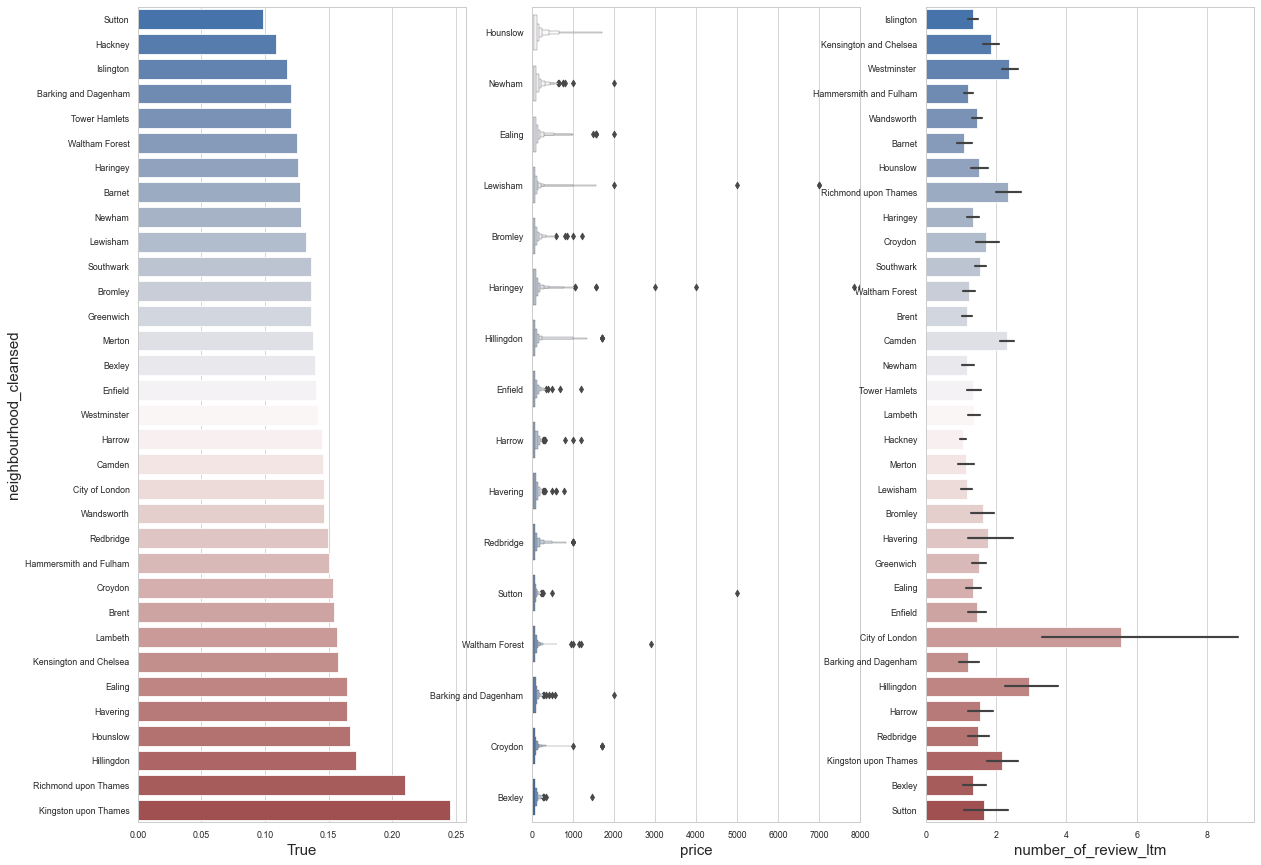 neighbourhood_cleansed
Sutton
Hackney
Islington
Barking and Dagenham
Tower Hamlets
Waltham Forest
Haringey
Barnet
Newham
Lewisham
Southwark
Bromley
Greenwich
Merton
Bexley
Enfield
Westminster
Harrow
Camden
City of London
Wandsworth
Redbridge
Hammersmith and Fulham
Croydon
Brent
Lambeth
Kensington and Chelsea
Ealing
Havering
Hounslow
Hillingdon
Richmond upon Thames
Kingston upon Thames
0.00 0.05 0.10 0.15 0.20 0.25
True
Hounslow
Newham
Ealing
Lewisham
Bromley
Haringey
Hillingdon
Enfield
Harrow
Havering
Redbridge
Sutton
Waltham Forest
Barking and Dagenham
Croydon
Bexley
0 1000 2000 3000 4000 5000 6000 7000 8000
price
Islington
Kensington and Chelsea
Westminster
Hammersmith and Fulham
Wandsworth
Barnet
Hounslow
Richmond upon Thames
Haringey
Croydon
Southwark
Waltham Forest
Brent
Camden
Newham
Tower Hamlets
Lambeth
Hackney
Merton
Lewisham
Bromley
Havering
Greenwich
Ealing
Enfield
City of London
Barking and Dagenham
Hillingdon
Harrow
Redbridge
Kingston upon Thames
Bexley
Sutton
0 2 4 6 8
number_of_review_ltm